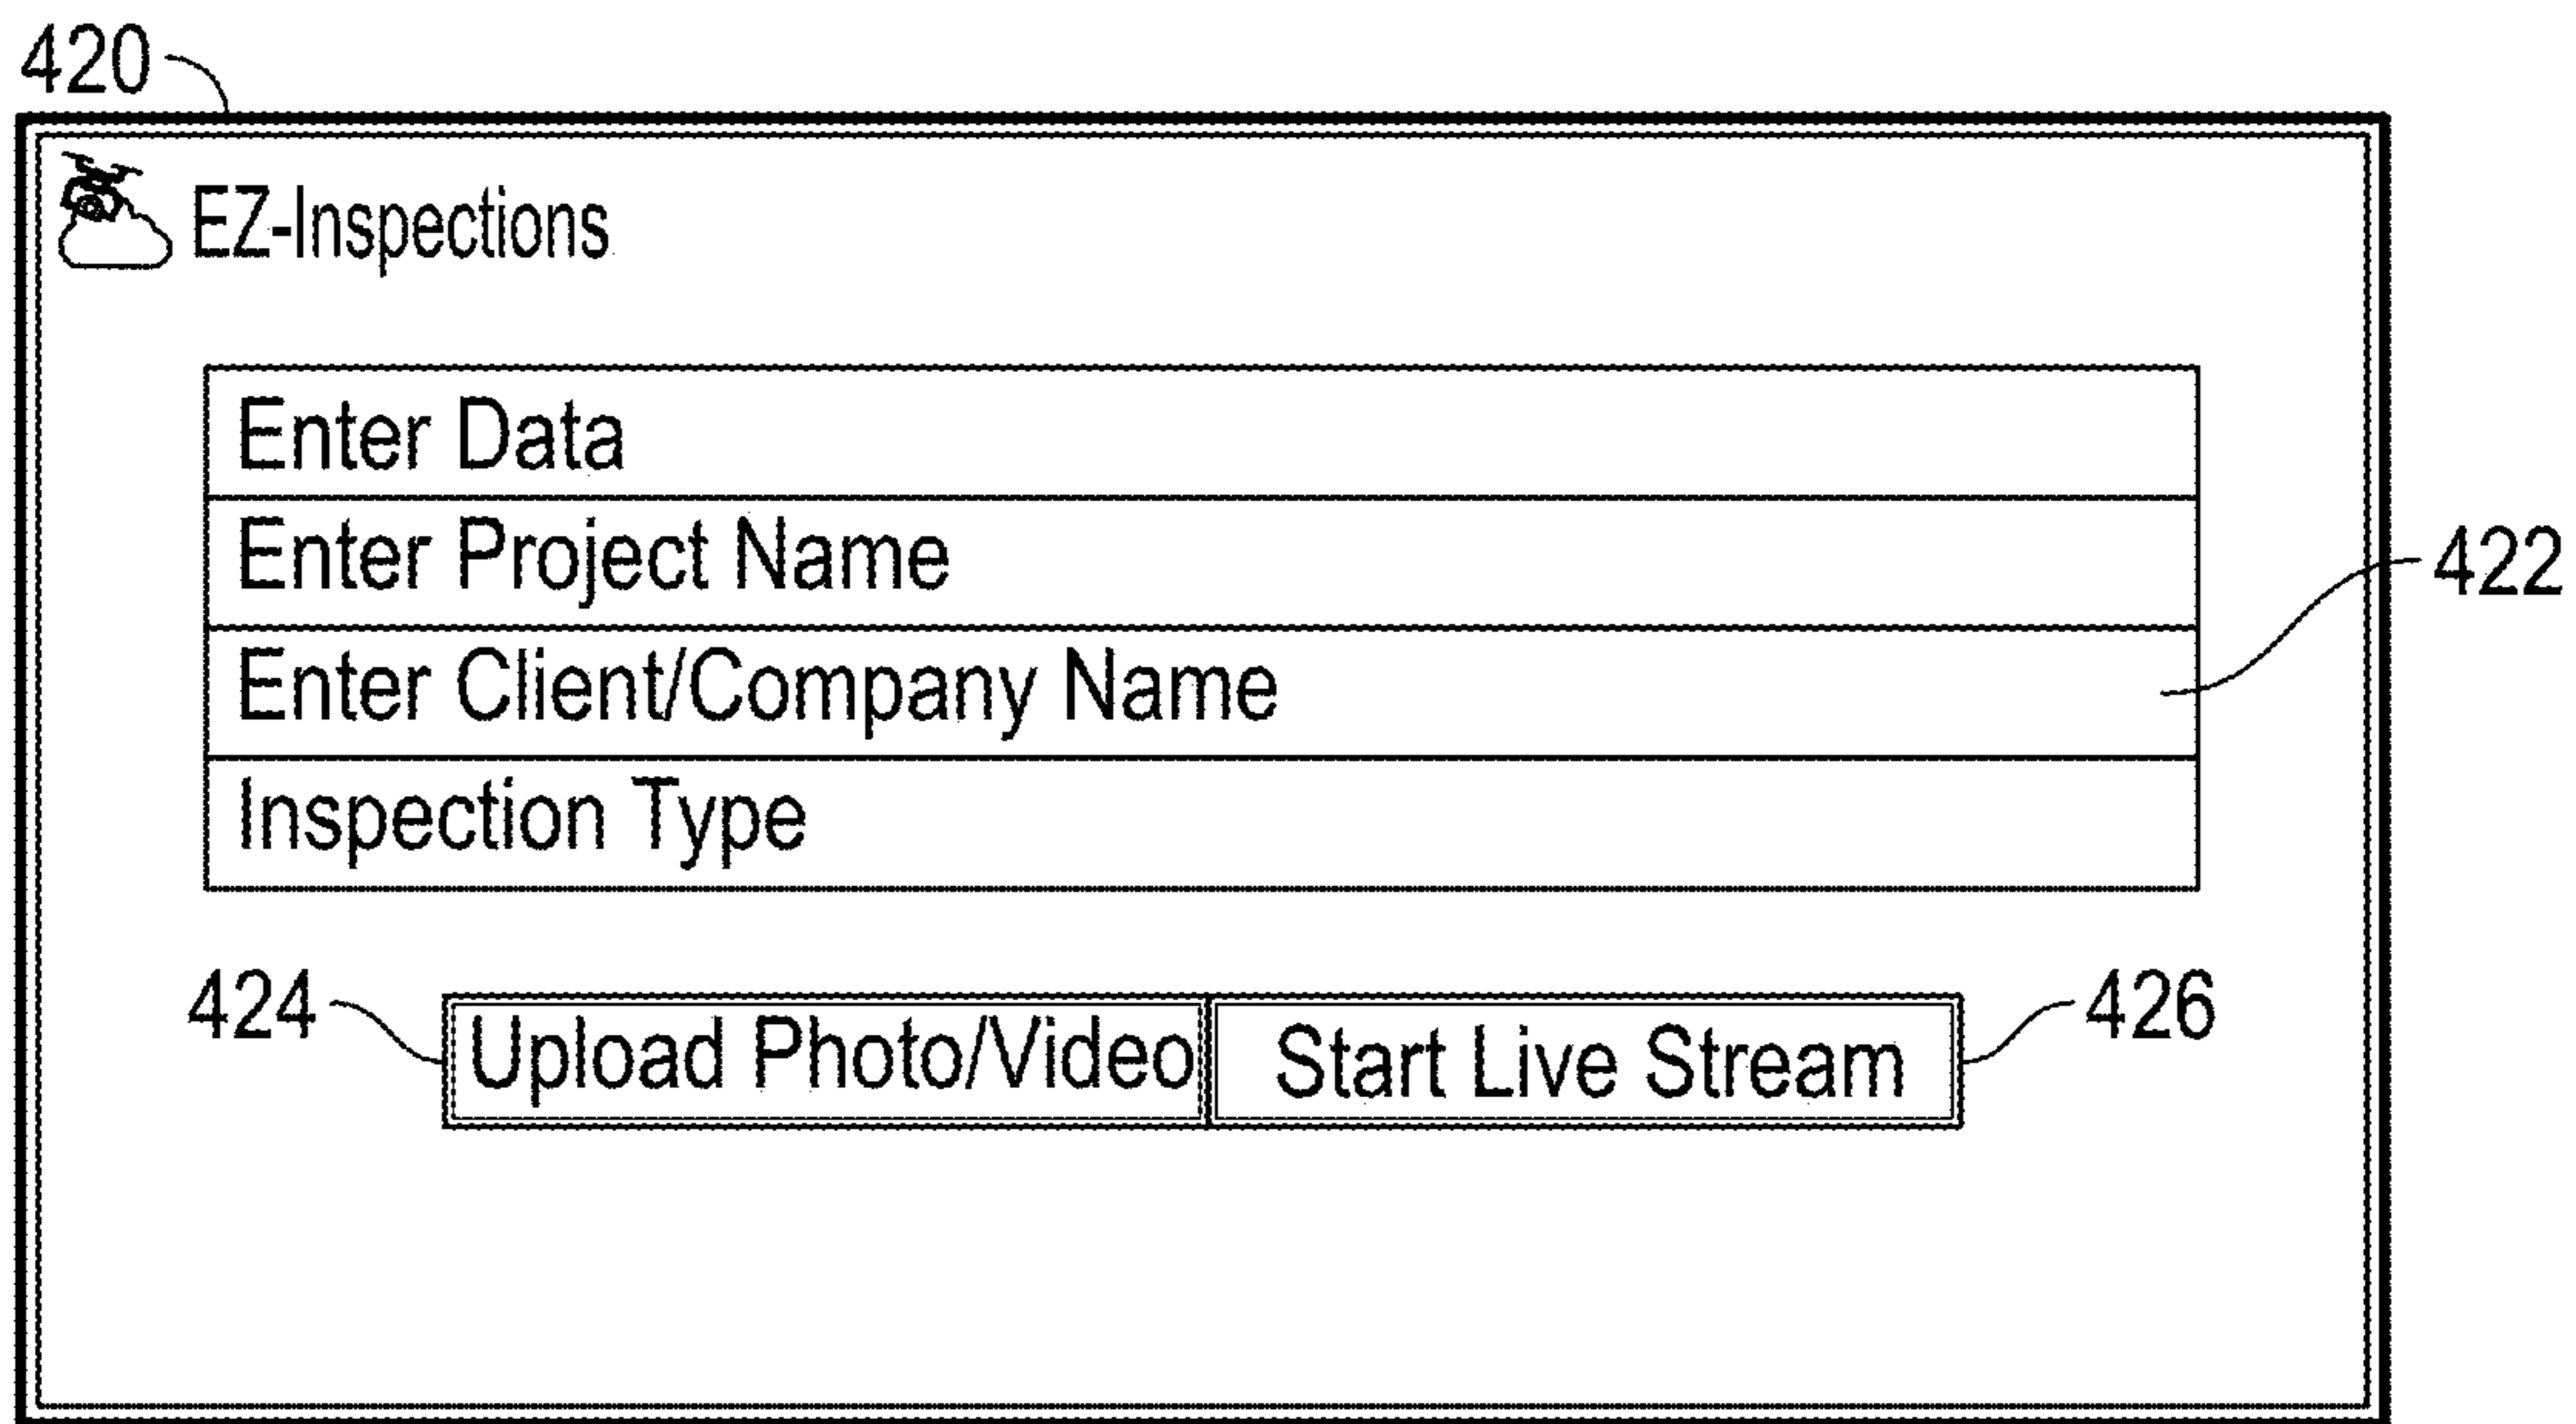 420
EZ-Inspections
Enter Data
Enter Project Name
422
Enter Client/Company Name
Inspection Type
424
Upload Photo/Video
Start Live Stream
426